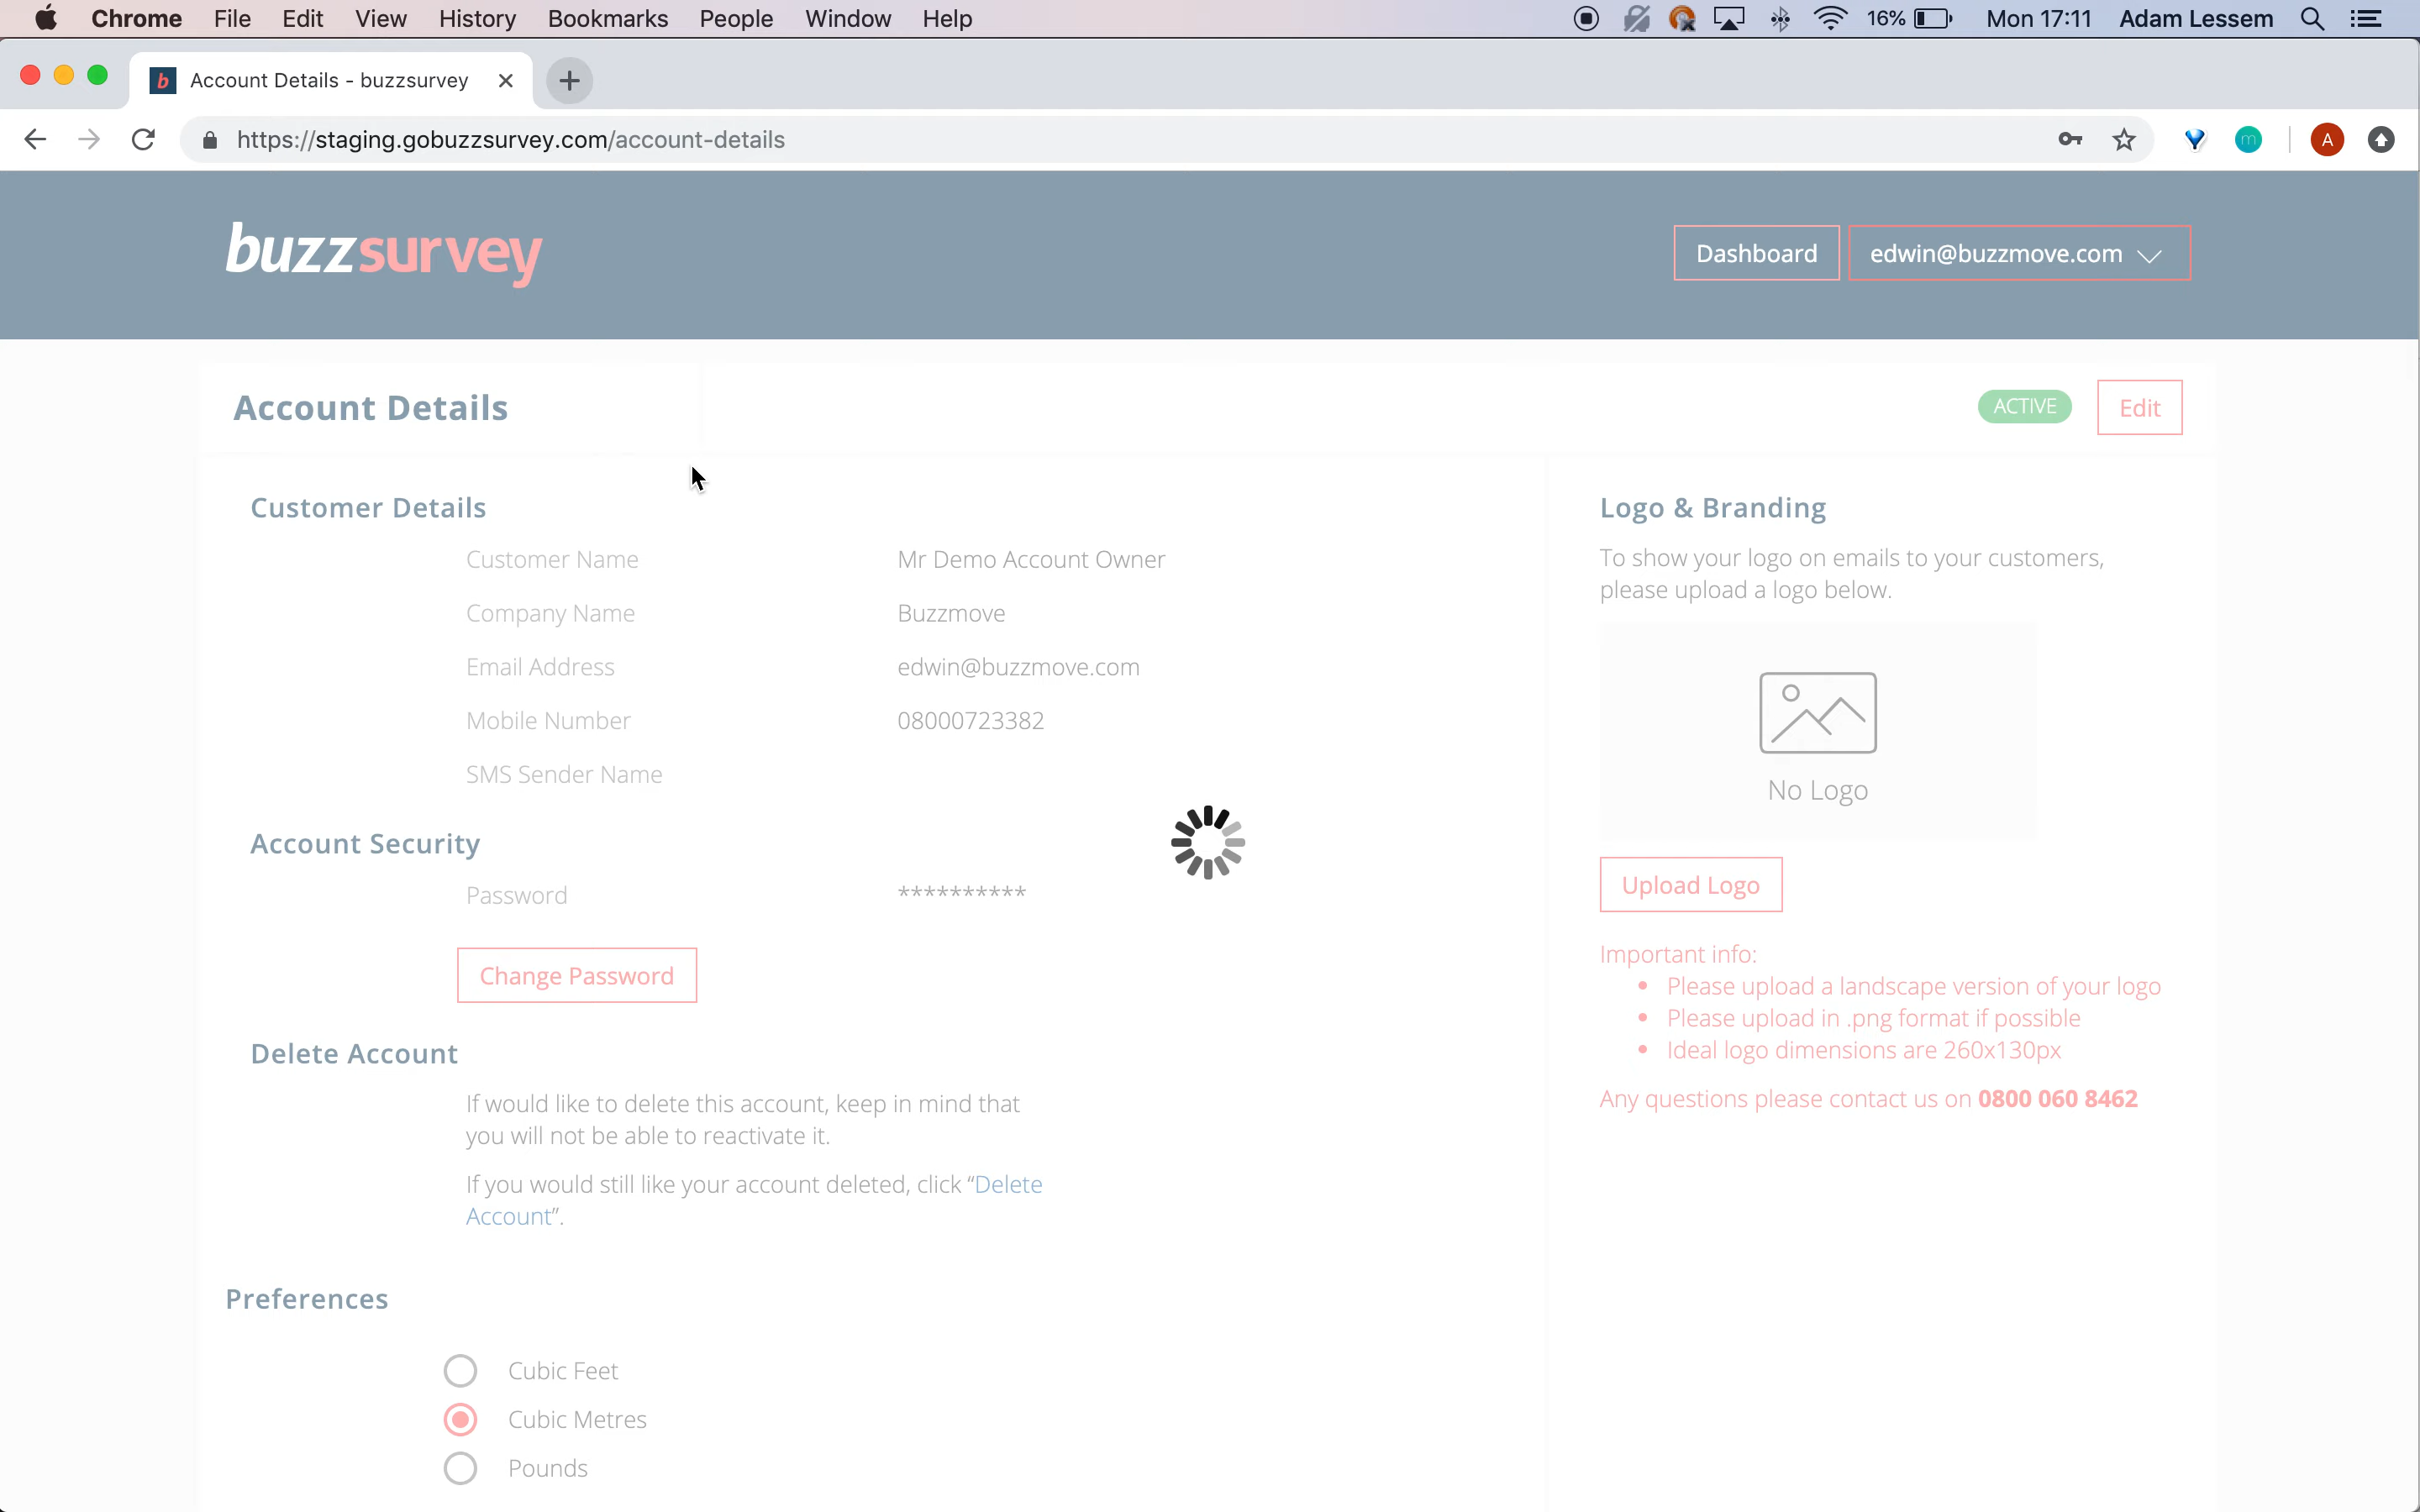 Chrome File Edit View History Bookmarks People Window Help 16% Mon 17:11 Adam Lessem
b Account Details - buzzsurvey
https://staging.gobuzzsurvey.com/account-details m A
buzzsurvey Dashboard edwin@buzzmove.com
Account Details ACTIVE Edit
Customer Details
Customer Name Mr Demo Account Owner
Company Name Buzzmove
Email Address edwin@buzzmove.com
Mobile Number 08000723382
SMS Sender Name
Account Security
Password **********
Change Password
Delete Account
If would like to delete this account, keep in mind that
you will not be able to reactivate it.
If you would still like your account deleted, click “Delete
Account”.
Preferences
Cubic Feet
Cubic Metres
Pounds
Logo & Branding
To show your logo on emails to your customers,
please upload a logo below.
No Logo
Upload Logo
Important info:
• Please upload a landscape version of your logo
• Please upload in .png format if possible
• Ideal logo dimensions are 260x130px
Any questions please contact us on 0800 060 8462